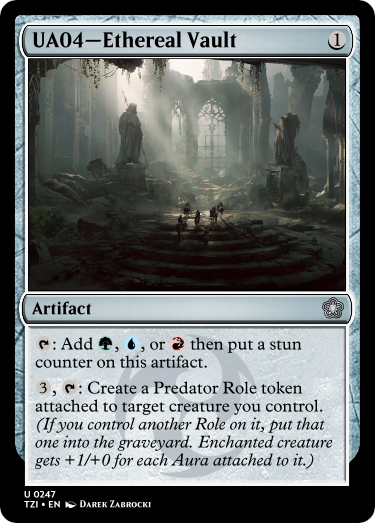 UA04—Ethereal Vault 1
Artifact
: Add , , or then put a stun
counter on this artifact.
3 , : Create a Predator Role token
attached to target creature you control.
(If you control another Role on it, put that
one into the graveyard. Enchanted creature
gets +1/+0 for each Aura attached to it.)
U 0247
TZI • EN DAREK ZABROCKI